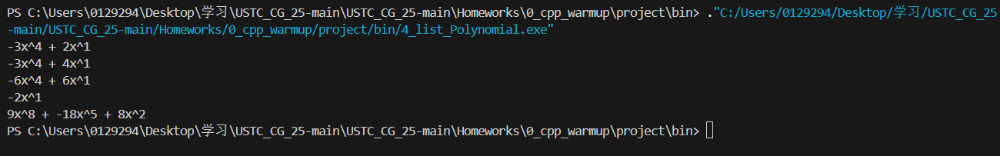 PS C:\Users\0129294\Desktop\学习\USTC_CG_25-main\USTC_CG_25-main\Homeworks\0_cpp_warmup\project\bin> ."C:/Users/0129294/Desktop/学习/USTC_CG_25
-main/USTC_CG_25-main/Homeworks/0_cpp_warmup/project/bin/4_list_Polynomial.exe"
-3x^4 + 2x^1
-3x^4 + 4x^1
-6x^4 + 6x^1
-2x^1
9x^8 + -18x^5 + 8x^2
PS C:\Users\0129294\Desktop\学习\USTC_CG_25-main\USTC_CG_25-main\Homeworks\0_cpp_warmup\project\bin>